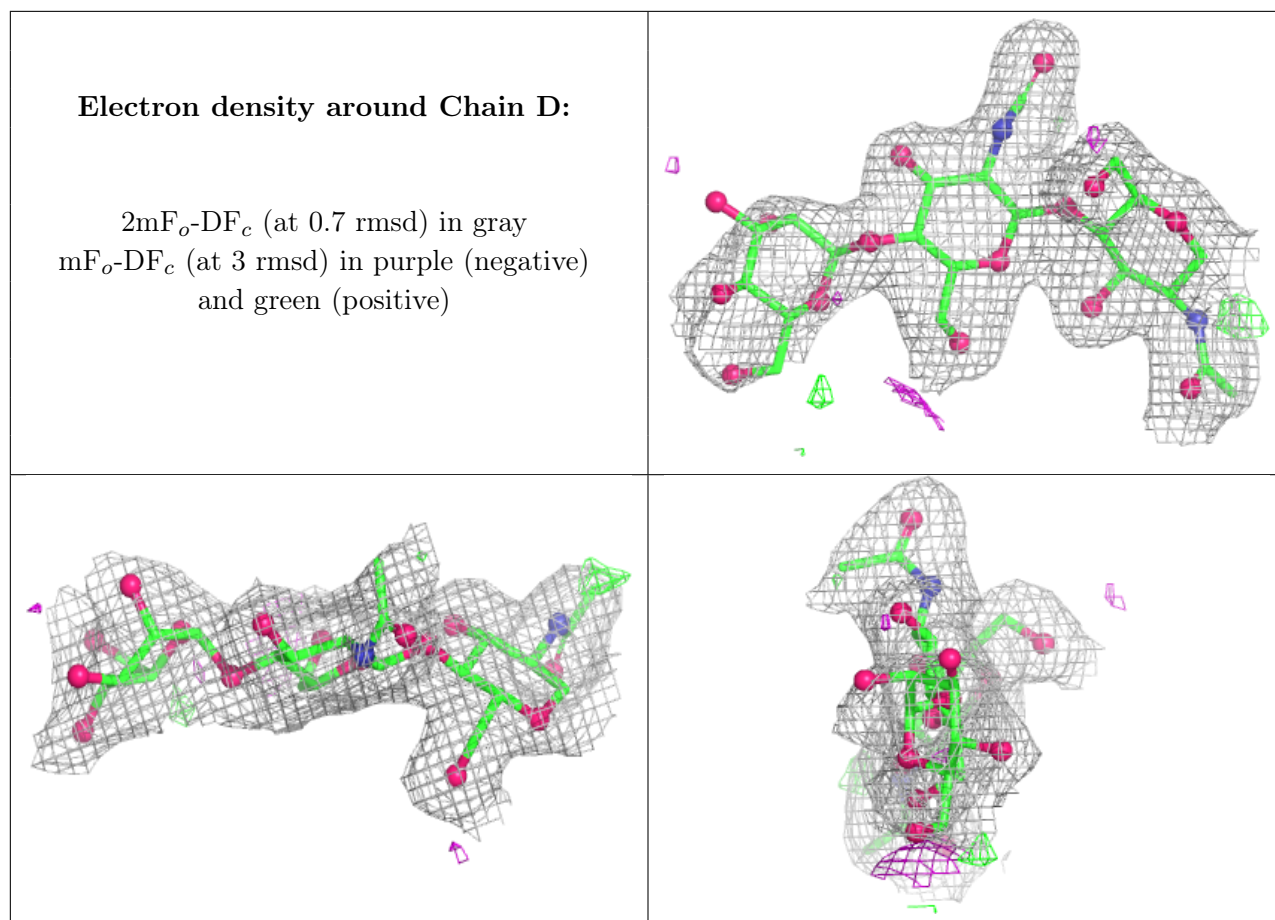 Electron density around Chain D:
2mFₒ-DF𝒸 (at 0.7 rmsd) in gray
mFₒ-DF𝒸 (at 3 rmsd) in purple (negative)
and green (positive)